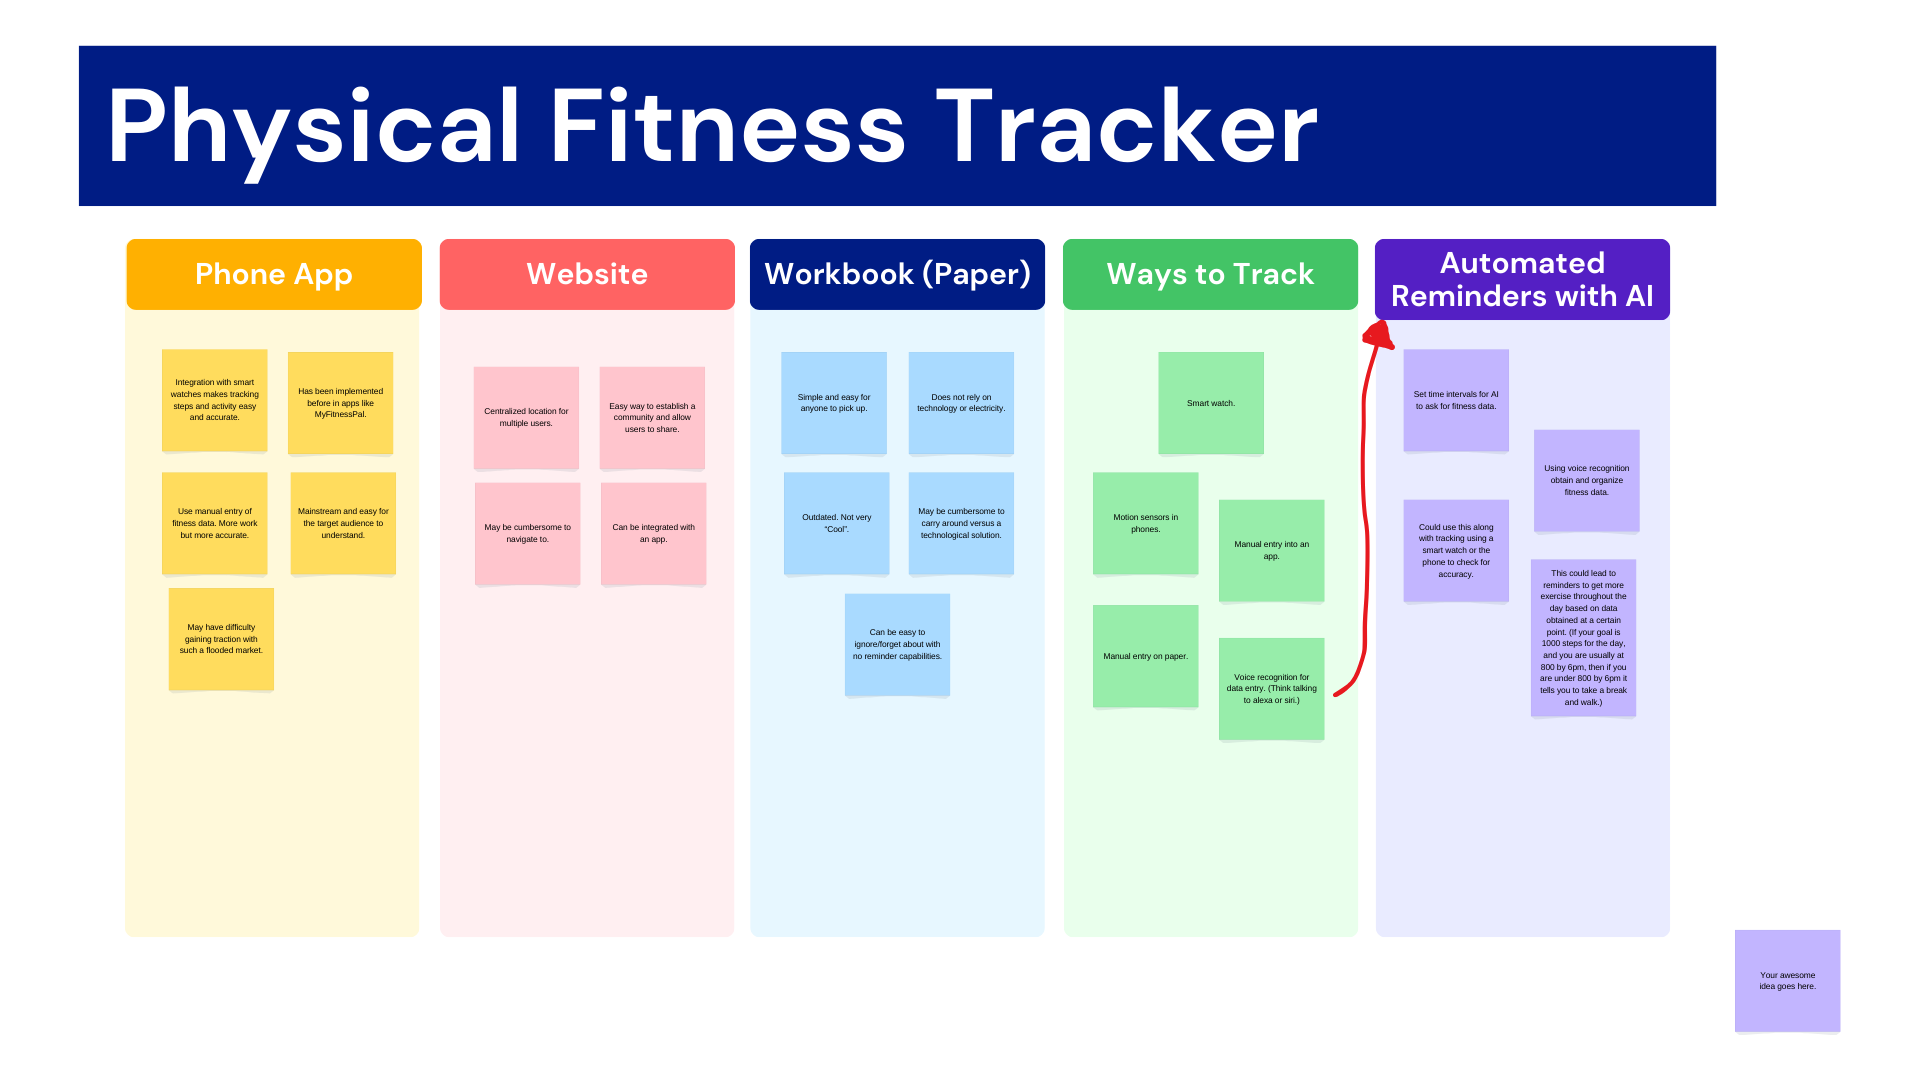 Physical Fitness Tracker
Phone App
Integration with smart
watches makes tracking
steps and activity easy
and accurate.
Has been implemented
before in apps like
MyFitnessPal.
Use manual entry of
fitness data. More work
but more accurate.
Mainstream and easy for
the target audience to
understand.
May have difficulty
gaining traction with
such a flooded market.
Website
Centralized location for
multiple users.
Easy way to establish a
community and allow
users to share.
May be cumbersome to
navigate to.
Can be integrated with
an app.
Workbook (Paper)
Simple and easy for
anyone to pick up.
Does not rely on
technology or electricity.
Outdated. Not very
"Cool".
May be cumbersome to
carry around versus a
technological solution.
Can be easy to
ignore/forget about with
no reminder capabilities.
Ways to Track
Smart watch.
Motion sensors in
phones.
Manual entry into an
app.
Manual entry on paper.
Voice recognition for
data entry. (Think talking
to alexa or siri.)
Automated
Reminders with AI
Set time intervals for AI
to ask for fitness data.
Using voice recognition
obtain and organize
fitness data.
Could use this along
with tracking using a
smart watch or the
phone to check for
accuracy.
This could lead to
reminders to get more
exercise throughout the
day based on data
obtained at a certain
point. (If your goal is
1000 steps for the day,
and you are usually at
800 by 6pm, then if you
are under 800 by 6pm it
tells you to take a break
and walk.)
Your awesome
idea goes here.